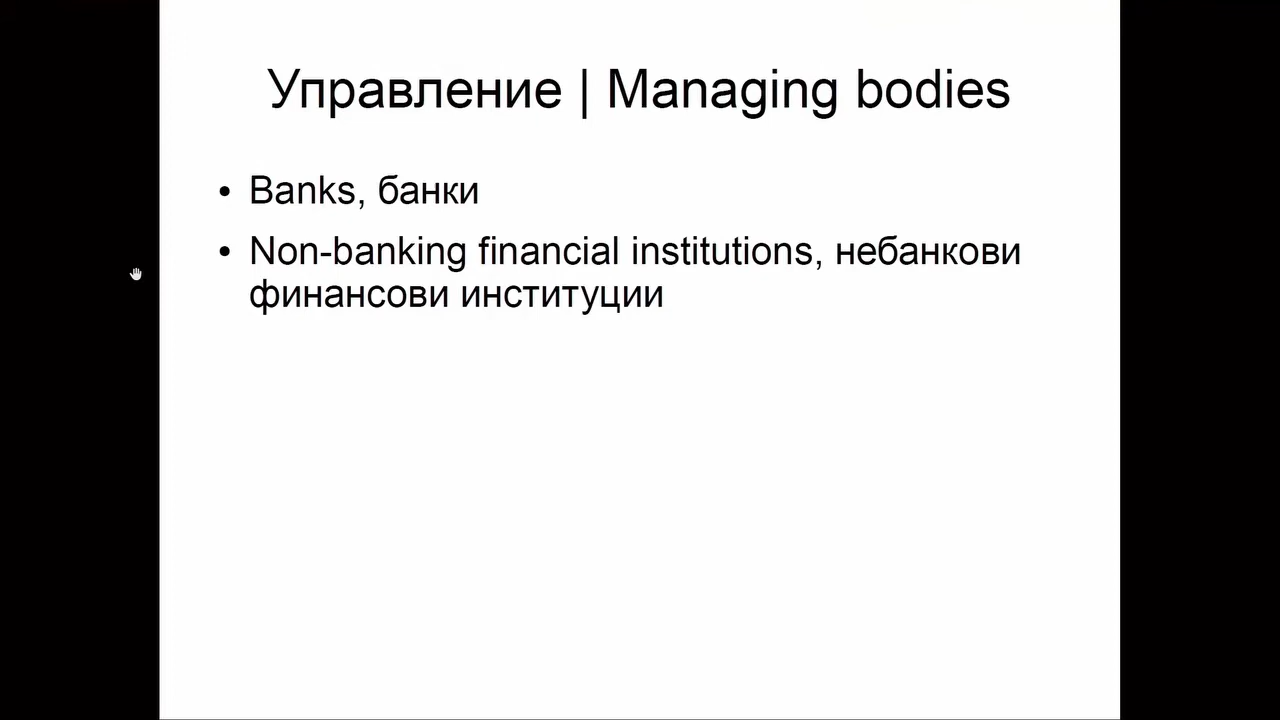 Управление | Managing bodies
• Banks, банки
• Non-banking financial institutions, небанкови
финансови институции